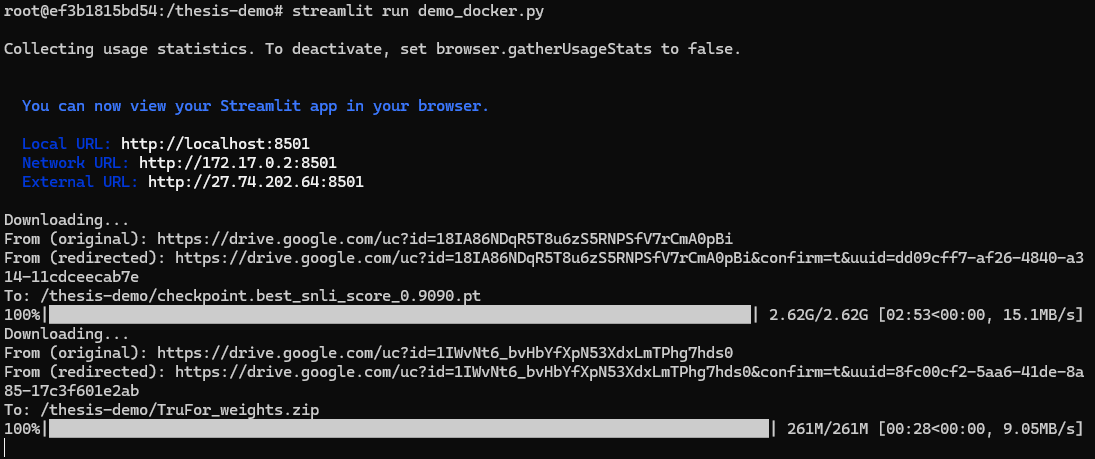 root@ef3b1815bd54:/thesis-demo# streamlit run demo_docker.py
Collecting usage statistics. To deactivate, set browser.gatherUsageStats to false.
You can now view your Streamlit app in your browser.
Local URL: http://localhost:8501
Network URL: http://172.17.0.2:8501
External URL: http://27.74.202.64:8501
Downloading...
From (original): https://drive.google.com/uc?id=18IA86NDqR5T8u6zS5RNPSfV7rCmA0pBi
From (redirected): https://drive.google.com/uc?id=18IA86NDqR5T8u6zS5RNPSfV7rCmA0pBi&confirm=t&uuid=dd09cff7-af26-4840-a3
14-11cdceecab7e
To: /thesis-demo/checkpoint.best_snli_score_0.9090.pt
100%| | 2.62G/2.62G [02:53<00:00, 15.1MB/s]
Downloading...
From (original): https://drive.google.com/uc?id=1IWvNt6_bvHbYfXpN53XdxLmTPhg7hds0
From (redirected): https://drive.google.com/uc?id=1IWvNt6_bvHbYfXpN53XdxLmTPhg7hds0&confirm=t&uuid=8fc00cf2-5aa6-41de-8a
85-17c3f601e2ab
To: /thesis-demo/TruFor_weights.zip
100%| | 261M/261M [00:28<00:00, 9.05MB/s]